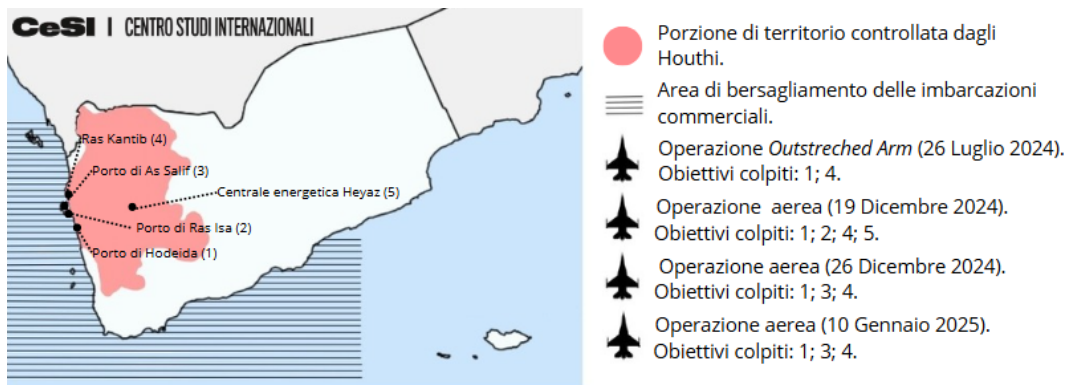 CeSI | CENTRO STUDI INTERNAZIONALI
Ras Kantib (4)
Porto di As Salif (3)
Centrale energetica Heyaz (5)
Porto di Ras Isa (2)
Porto di Hodeida (1)
Porzione di territorio controllata dagli
Houthi.
Area di bersagliamento delle imbarcazioni
commerciali.
Operazione Outstreched Arm (26 Luglio 2024).
Obiettivi colpiti: 1; 4.
Operazione aerea (19 Dicembre 2024).
Obiettivi colpiti: 1; 2; 4; 5.
Operazione aerea (26 Dicembre 2024).
Obiettivi colpiti: 1; 3; 4.
Operazione aerea (10 Gennaio 2025).
Obiettivi colpiti: 1; 3; 4.